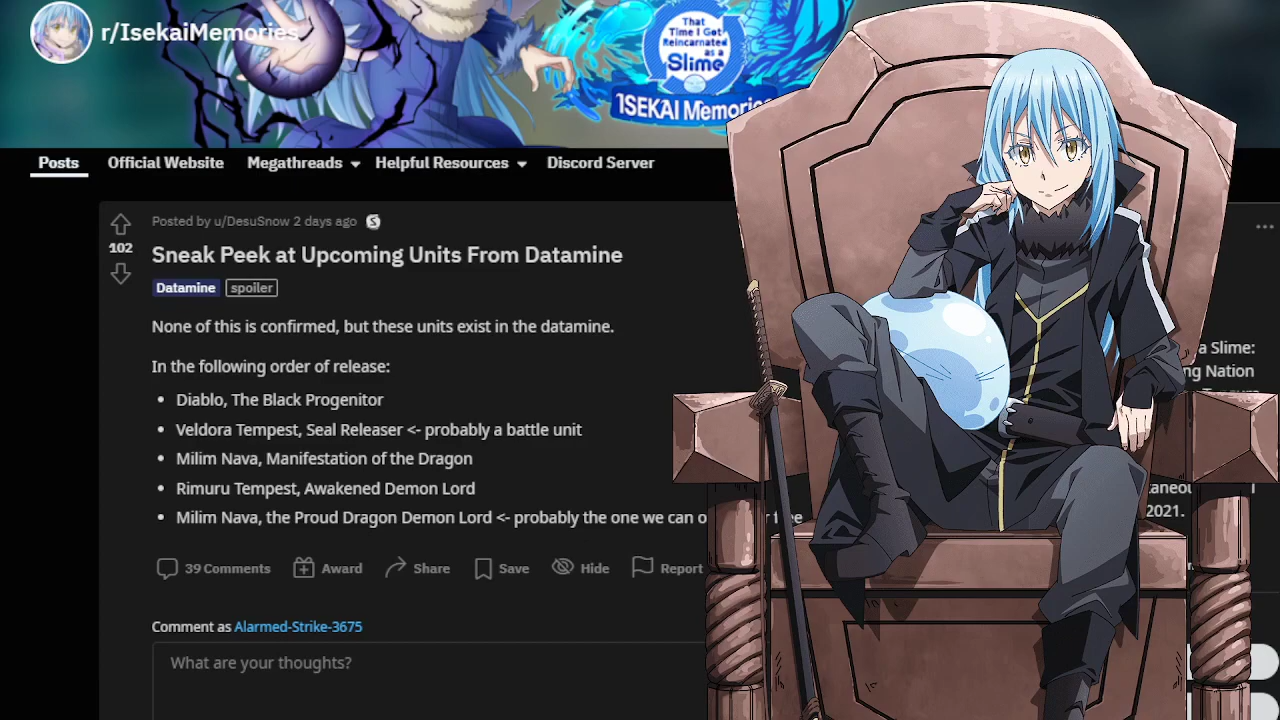 r/IsekaiMemories
That
Time I Got
Reincarnated
as a
Slime
ISEKAI Memories
Posts Official Website Megathreads Helpful Resources Discord Server
Posted by u/DesuSnow 2 days ago
102
Sneak Peek at Upcoming Units From Datamine
Datamine spoiler
None of this is confirmed, but these units exist in the datamine.
In the following order of release:
• Diablo, The Black Progenitor
• Veldora Tempest, Seal Releaser <- probably a battle unit
• Milim Nava, Manifestation of the Dragon
• Rimuru Tempest, Awakened Demon Lord
• Milim Nava, the Proud Dragon Demon Lord <- probably the one we can o
a Slime:
ng Nation
2021.
39 Comments Award Share Save Hide Report
Comment as Alarmed-Strike-3675
What are your thoughts?